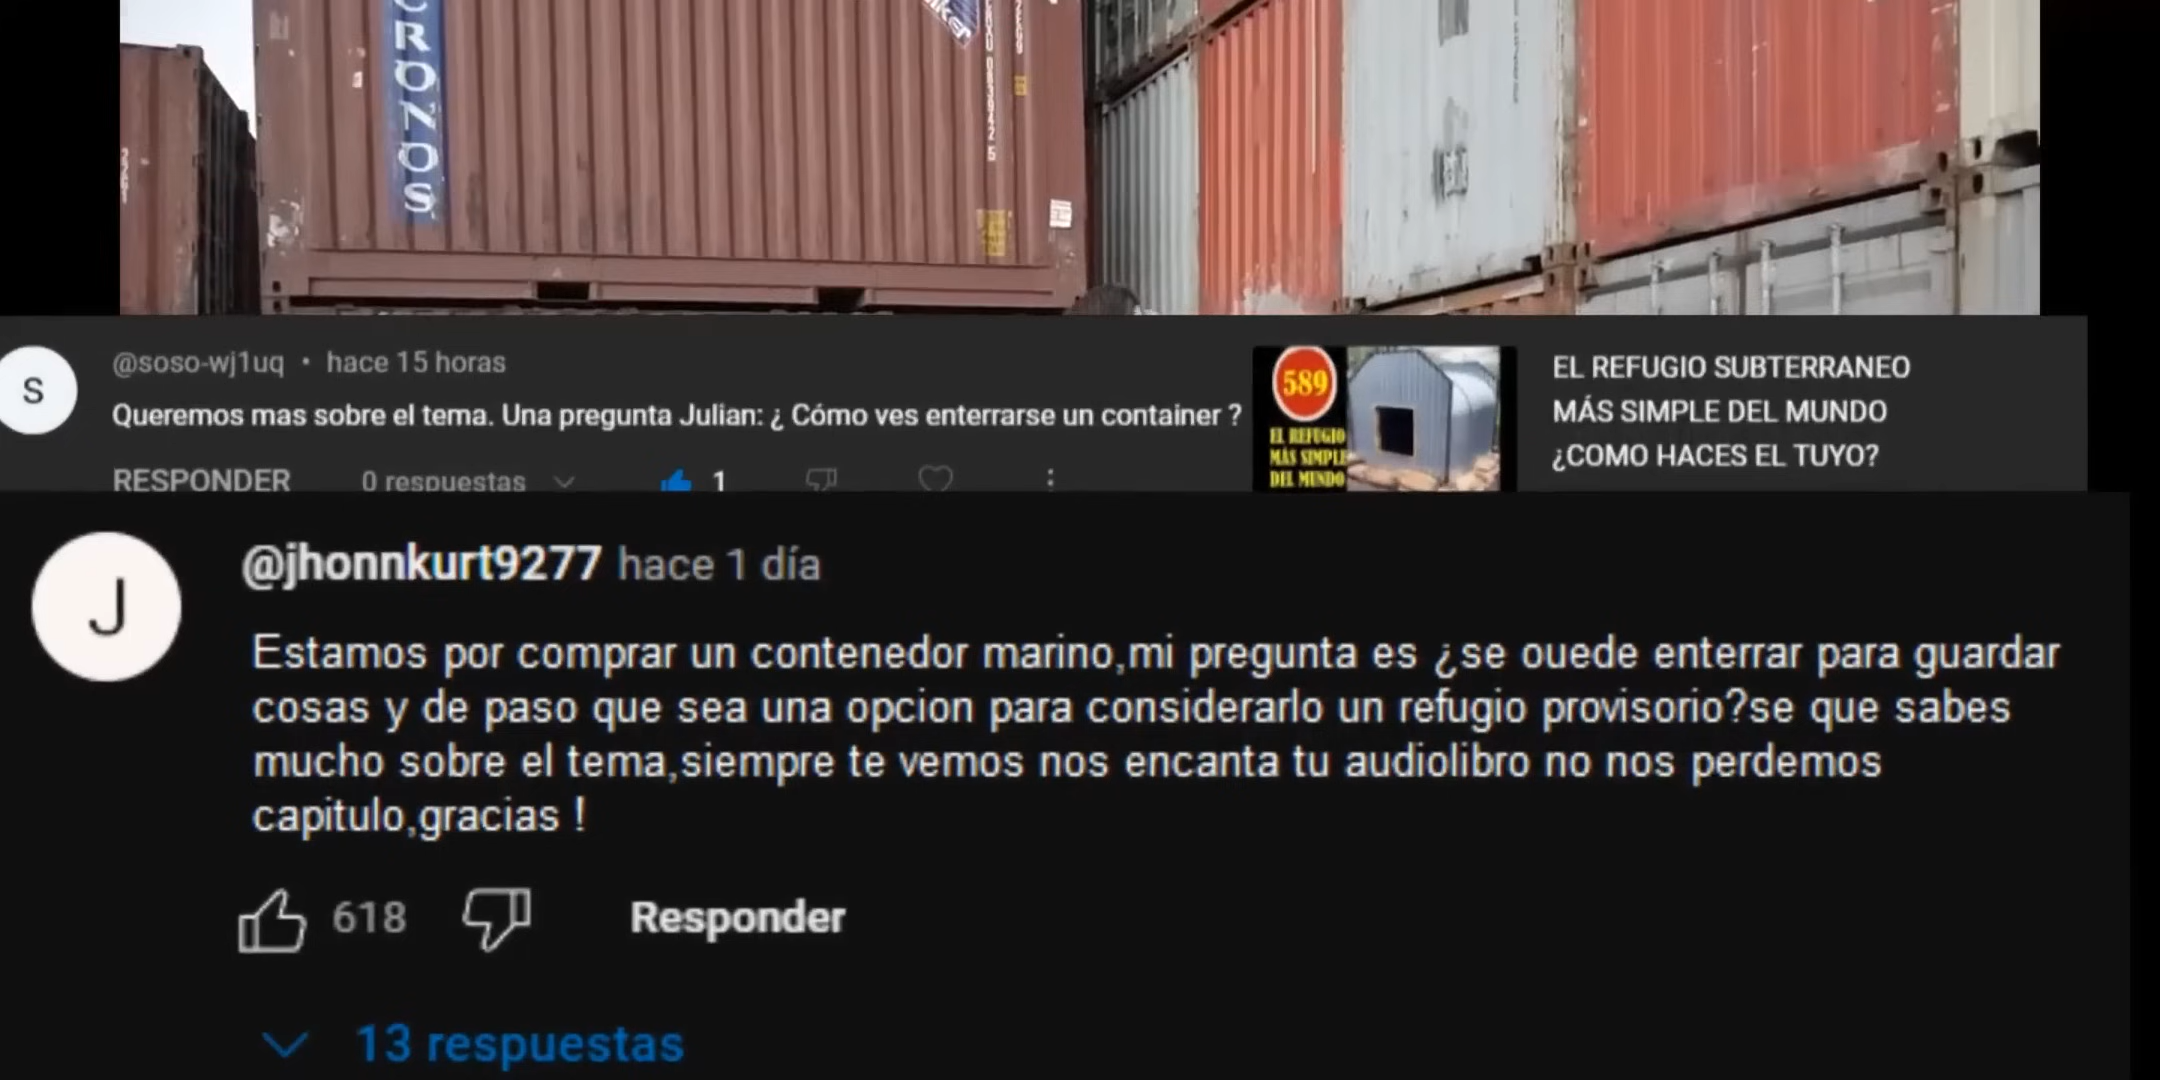 CRONOS
@soso-wj1uq • hace 15 horas
S
Queremos mas sobre el tema. Una pregunta Julian: ¿ Cómo ves enterrarse un container ?
RESPONDER 0 respuestas 1
589
EL REFUGIO
MÁS SIMPLE
DEL MUNDO
EL REFUGIO SUBTERRANEO
MÁS SIMPLE DEL MUNDO
¿COMO HACES EL TUYO?
J
@jhonnkurt9277 hace 1 día
Estamos por comprar un contenedor marino,mi pregunta es ¿se ouede enterrar para guardar
cosas y de paso que sea una opcion para considerarlo un refugio provisorio?se que sabes
mucho sobre el tema,siempre te vemos nos encanta tu audiolibro no nos perdemos
capitulo,gracias !
618 Responder
13 respuestas